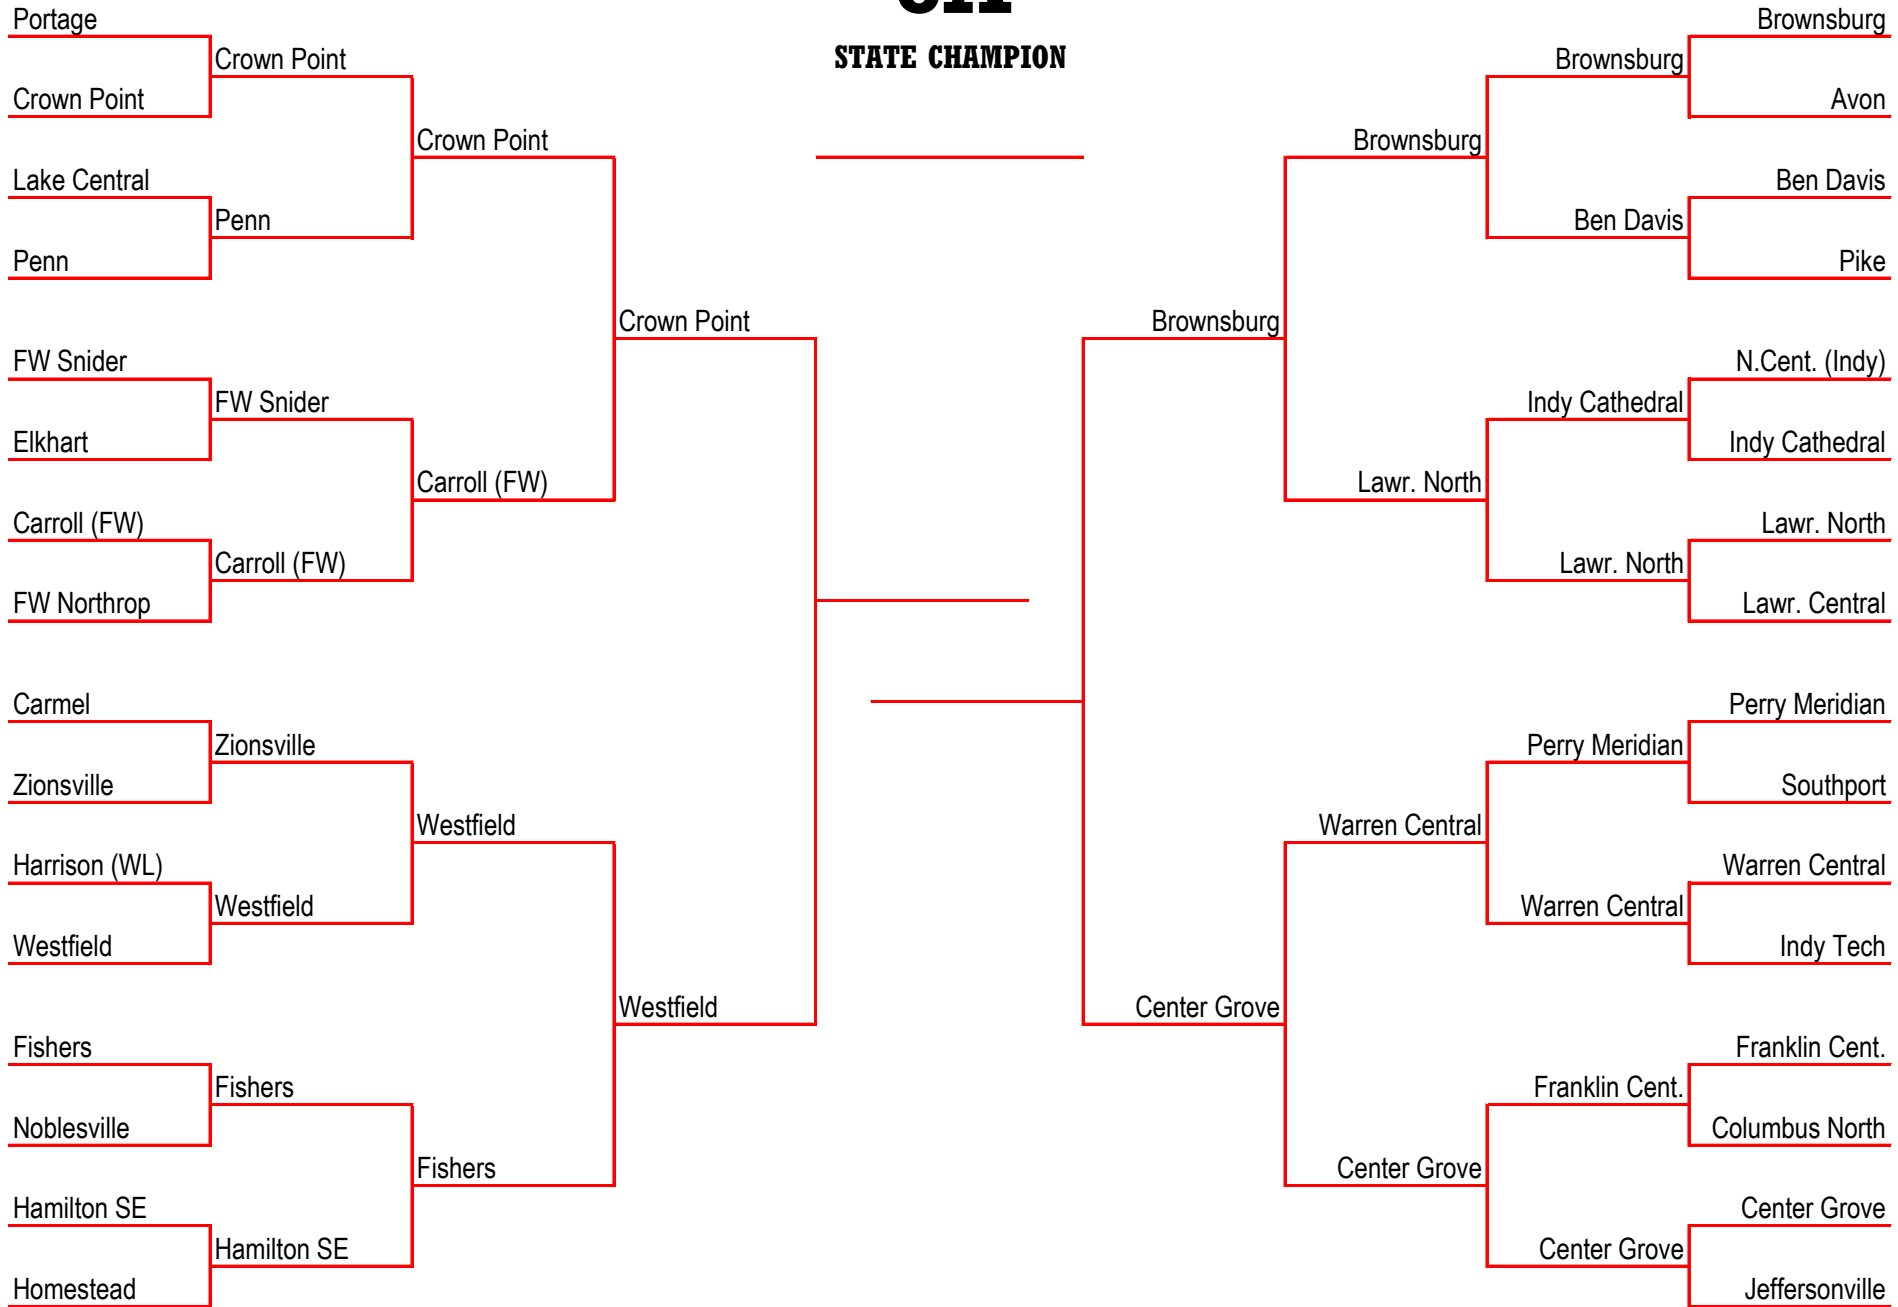 STATE CHAMPION
Portage
Crown Point
Crown Point
Crown Point
Lake Central
Penn
Penn
Crown Point
FW Snider
FW Snider
Elkhart
Carroll (FW)
Carroll (FW)
Carroll (FW)
FW Northrop
Carmel
Zionsville
Zionsville
Westfield
Harrison (WL)
Westfield
Westfield
Westfield
Fishers
Fishers
Noblesville
Fishers
Hamilton SE
Hamilton SE
Homestead
Brownsburg
Brownsburg
Avon
Brownsburg
Ben Davis
Ben Davis
Pike
Brownsburg
N.Cent. (Indy)
Indy Cathedral
Indy Cathedral
Lawr. North
Lawr. North
Lawr. North
Lawr. Central
Perry Meridian
Perry Meridian
Southport
Warren Central
Warren Central
Warren Central
Indy Tech
Center Grove
Franklin Cent.
Franklin Cent.
Columbus North
Center Grove
Center Grove
Center Grove
Jeffersonville